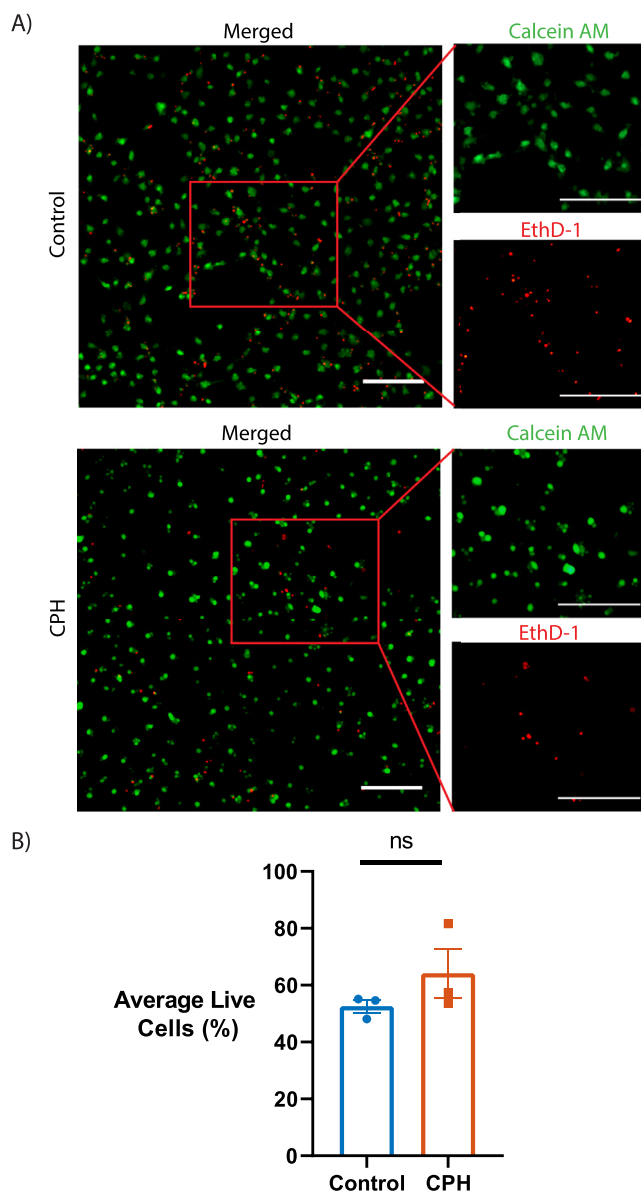 A)
Merged
Calcein AM
Control
EthD-1
Merged
Calcein AM
CPH
EthD-1
B)
ns
100
80
60
40
20
0
Average Live
Cells (%)
Control
CPH